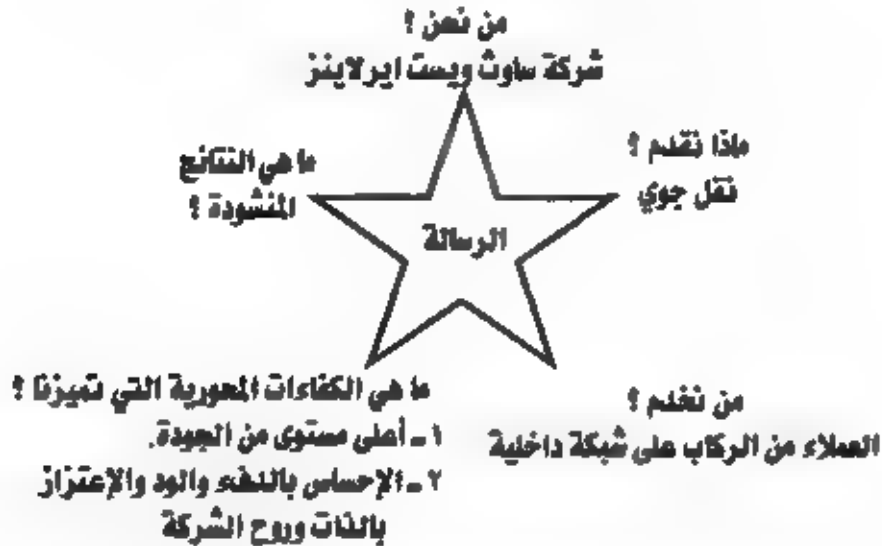 من نحن ؟
شركة ساوث ويست ايرلاينز
ماذا نقدم ؟
نقل جوي
ما هي النتائج
المنشودة ؟
الرسالة
من نخدم ؟
العملاء من الركاب على شبكة داخلية
ما هي الكفاءات المحورية التي تميزنا ؟
١ - أعلى مستوى من الجودة.
٢ - الإحساس بالدفء والود والإعتزاز
بالذات وروح الشركة